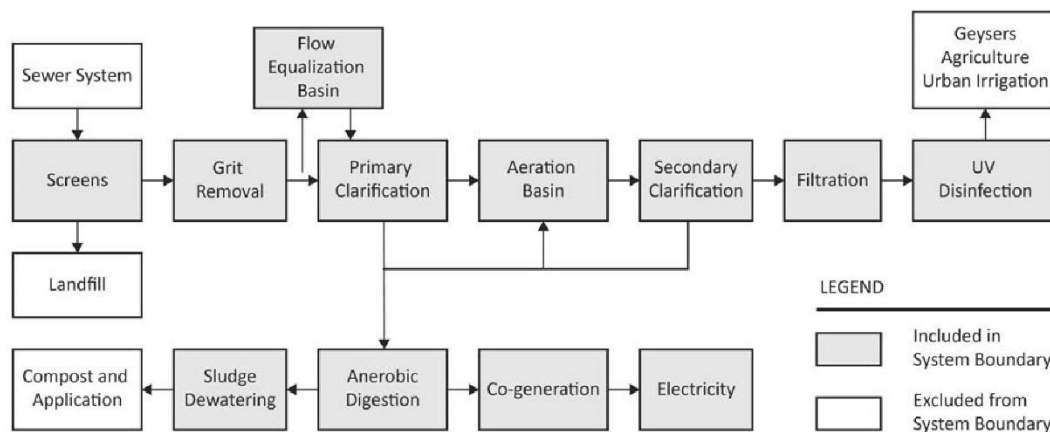 Sewer System
Flow
Equalization
Basin
Geysers
Agriculture
Urban Irrigation
Screens
Grit
Removal
Primary
Clarification
Aeration
Basin
Secondary
Clarification
Filtration
UV
Disinfection
Landfill
LEGEND
Included in
System Boundary
Excluded from
System Boundary
Compost and
Application
Sludge
Dewatering
Anerobic
Digestion
Co-generation
Electricity